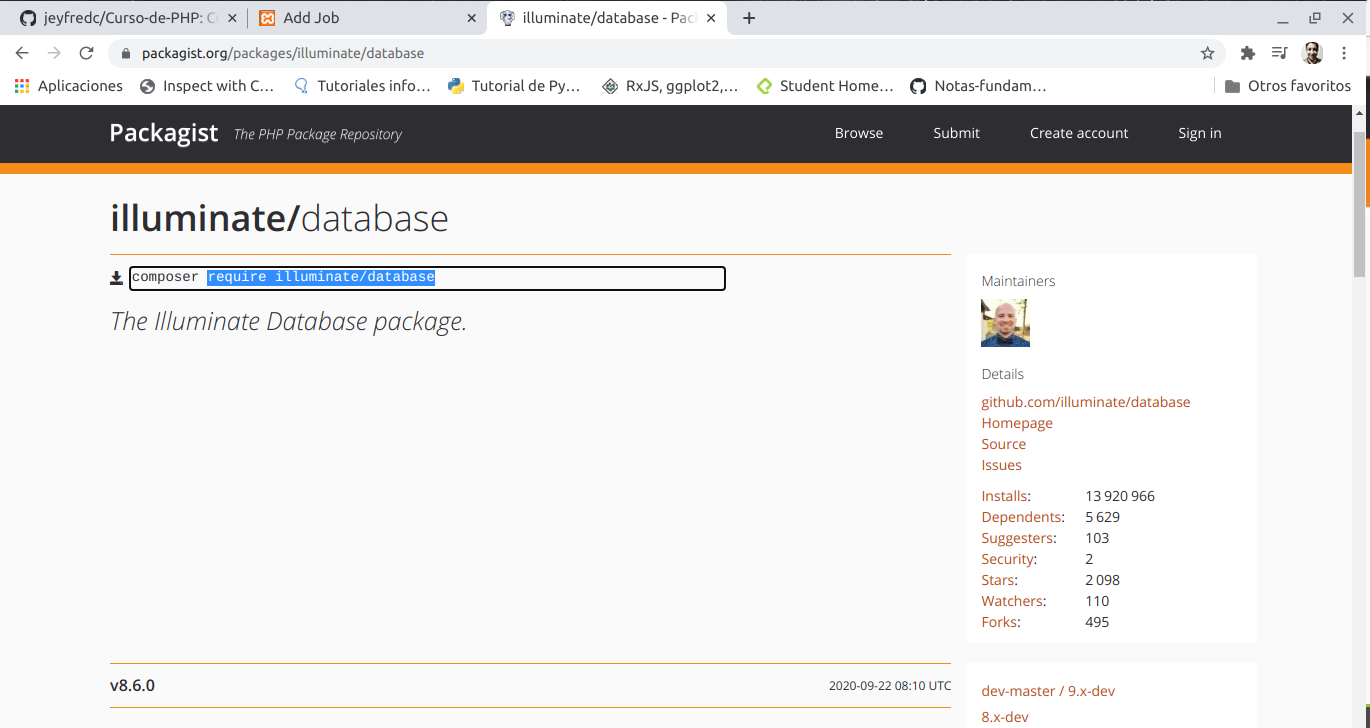 jeyfredc/Curso-de-PHP: C
Add Job
illuminate/database - Pac
packagist.org/packages/illuminate/database
Aplicaciones Inspect with C... Tutoriales info... Tutorial de Py... RxJS, ggplot2,... Student Home... Notas-fundam... Otros favoritos
Packagist The PHP Package Repository Browse Submit Create account Sign in
illuminate/database
composer require illuminate/database
The Illuminate Database package.
Maintainers
Details
github.com/illuminate/database
Homepage
Source
Issues
Installs: 13 920 966
Dependents: 5 629
Suggesters: 103
Security: 2
Stars: 2 098
Watchers: 110
Forks: 495
v8.6.0 2020-09-22 08:10 UTC
dev-master / 9.x-dev
8.x-dev